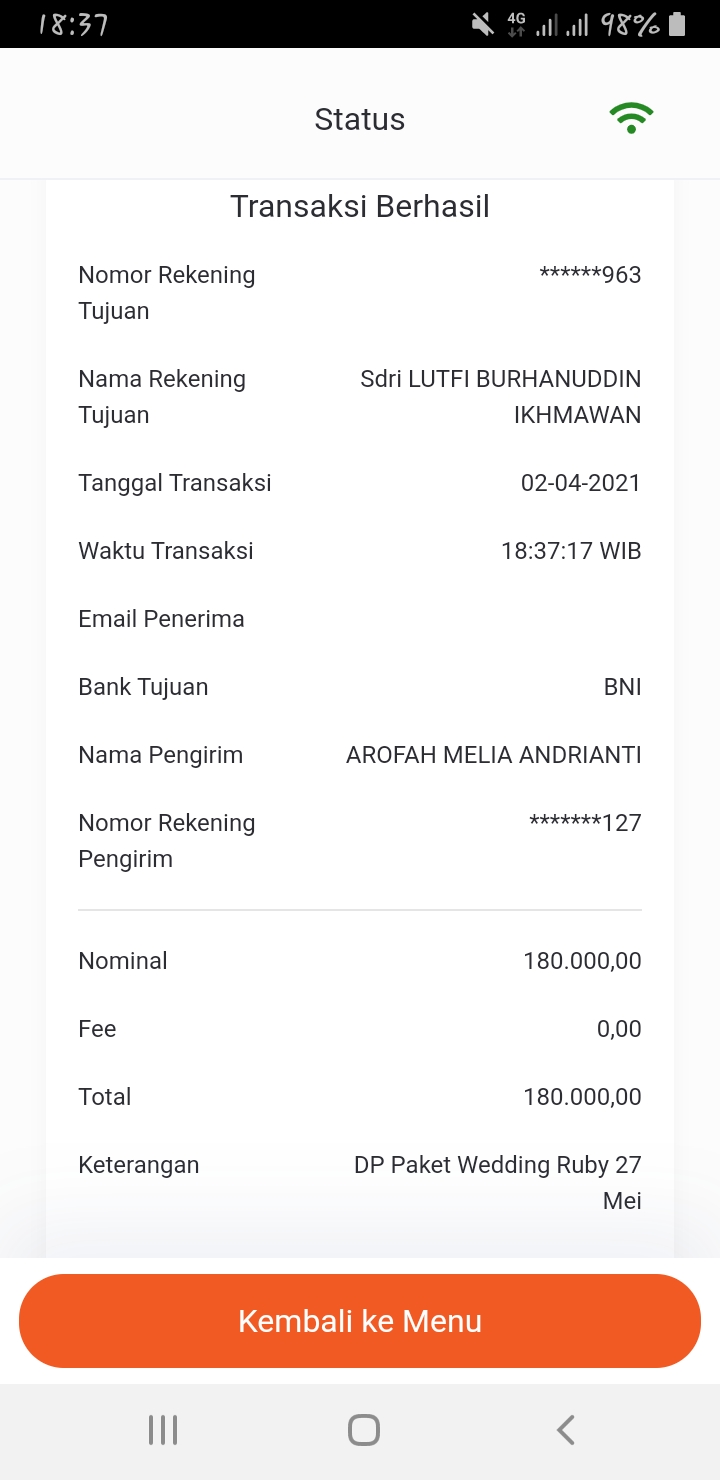 18:37
4G
98%
Status
Transaksi Berhasil
Nomor Rekening Tujuan
******963
Nama Rekening Tujuan
Sdri LUTFI BURHANUDDIN IKHMAWAN
Tanggal Transaksi
02-04-2021
Waktu Transaksi
18:37:17 WIB
Email Penerima
Bank Tujuan
BNI
Nama Pengirim
AROFAH MELIA ANDRIANTI
Nomor Rekening Pengirim
*******127
Nominal
180.000,00
Fee
0,00
Total
180.000,00
Keterangan
DP Paket Wedding Ruby 27 Mei
Kembali ke Menu